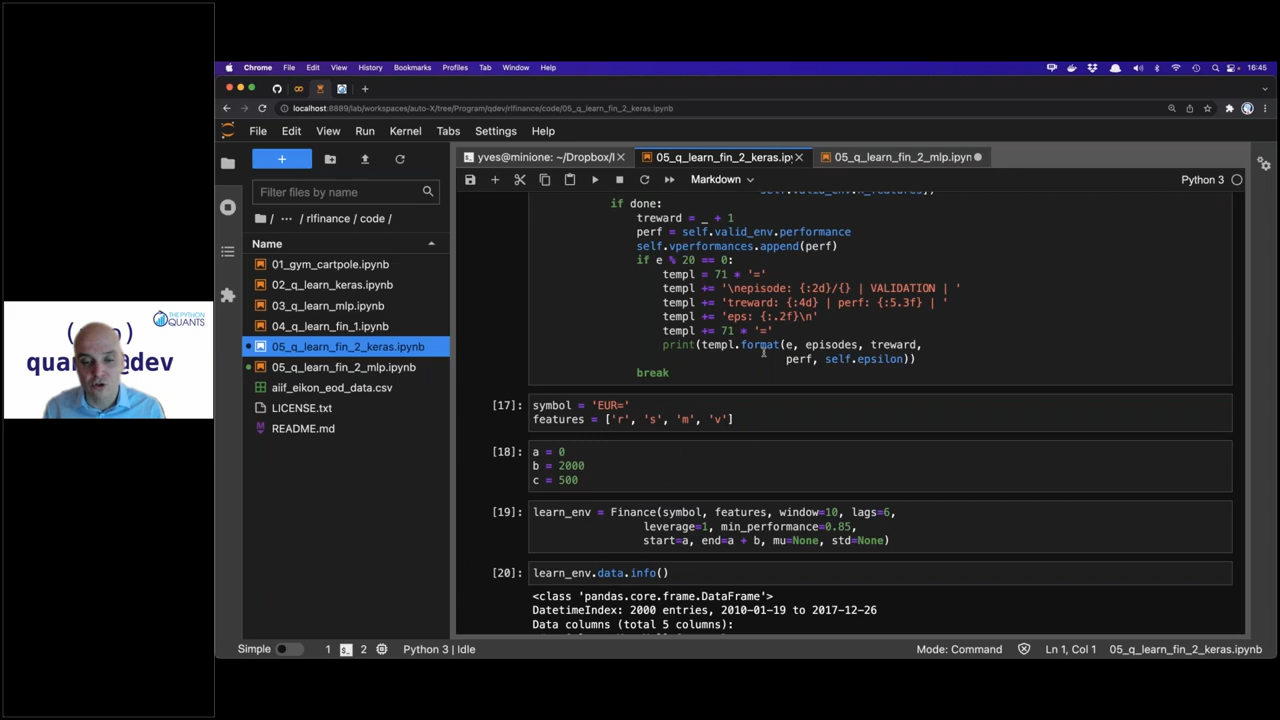 Chrome File Edit View History Bookmarks Profiles Tab Window Help 16:45
localhost:8889/lab/workspaces/auto-X/tree/Program/qdev/rlfinance/code/05_q_learn_fin_2_keras.ipynb
File Edit View Run Kernel Tabs Settings Help
yves@minione: ~/Dropbox/
05_q_learn_fin_2_keras.ipy
05_q_learn_fin_2_mlp.ipyn
Markdown
Python 3
Filter files by name
/ ... / rlfinance / code /
Name
01_gym_cartpole.ipynb
02_q_learn_keras.ipynb
03_q_learn_mlp.ipynb
04_q_learn_fin_1.ipynb
05_q_learn_fin_2_keras.ipynb
05_q_learn_fin_2_mlp.ipynb
aiif_eikon_eod_data.csv
LICENSE.txt
README.md
if done:
treward = _ + 1
perf = self.valid_env.performance
self.vperformances.append(perf)
if e % 20 == 0:
templ = 71 * '='
templ += '\nepisode: {:2d}/{} | VALIDATION | '
templ += 'treward: {:4d} | perf: {:5.3f} | '
templ += 'eps: {:.2f}\n'
templ += 71 * '='
print(templ.format(e, episodes, treward,
perf, self.epsilon))
break
[17]: symbol = 'EUR='
features = ['r', 's', 'm', 'v']
[18]: a = 0
b = 2000
c = 500
[19]: learn_env = Finance(symbol, features, window=10, lags=6,
leverage=1, min_performance=0.85,
start=a, end=a + b, mu=None, std=None)
[20]: learn_env.data.info()
<class 'pandas.core.frame.DataFrame'>
DatetimeIndex: 2000 entries, 2010-01-19 to 2017-12-26
Data columns (total 5 columns):
Simple 1 2 Python 3 | Idle Mode: Command Ln 1, Col 1 05_q_learn_fin_2_keras.ipynb
THE PYTHON
QUANTS